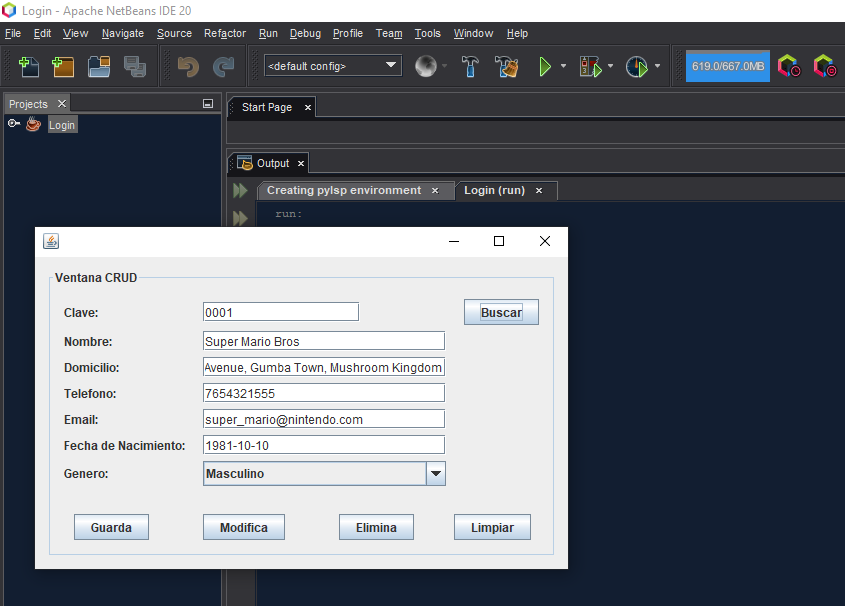 Login - Apache NetBeans IDE 20
File Edit View Navigate Source Refactor Run Debug Profile Team Tools Window Help
<default config> 619.0/667.0MB
Projects
Start Page
Login
Output
Creating pylsp environment Login (run)
run:
Ventana CRUD
Clave: 0001 Buscar
Nombre: Super Mario Bros
Domicilio: Avenue, Gumba Town, Mushroom Kingdom
Telefono: 7654321555
Email: super_mario@nintendo.com
Fecha de Nacimiento: 1981-10-10
Genero: Masculino
Guarda Modifica Elimina Limpiar